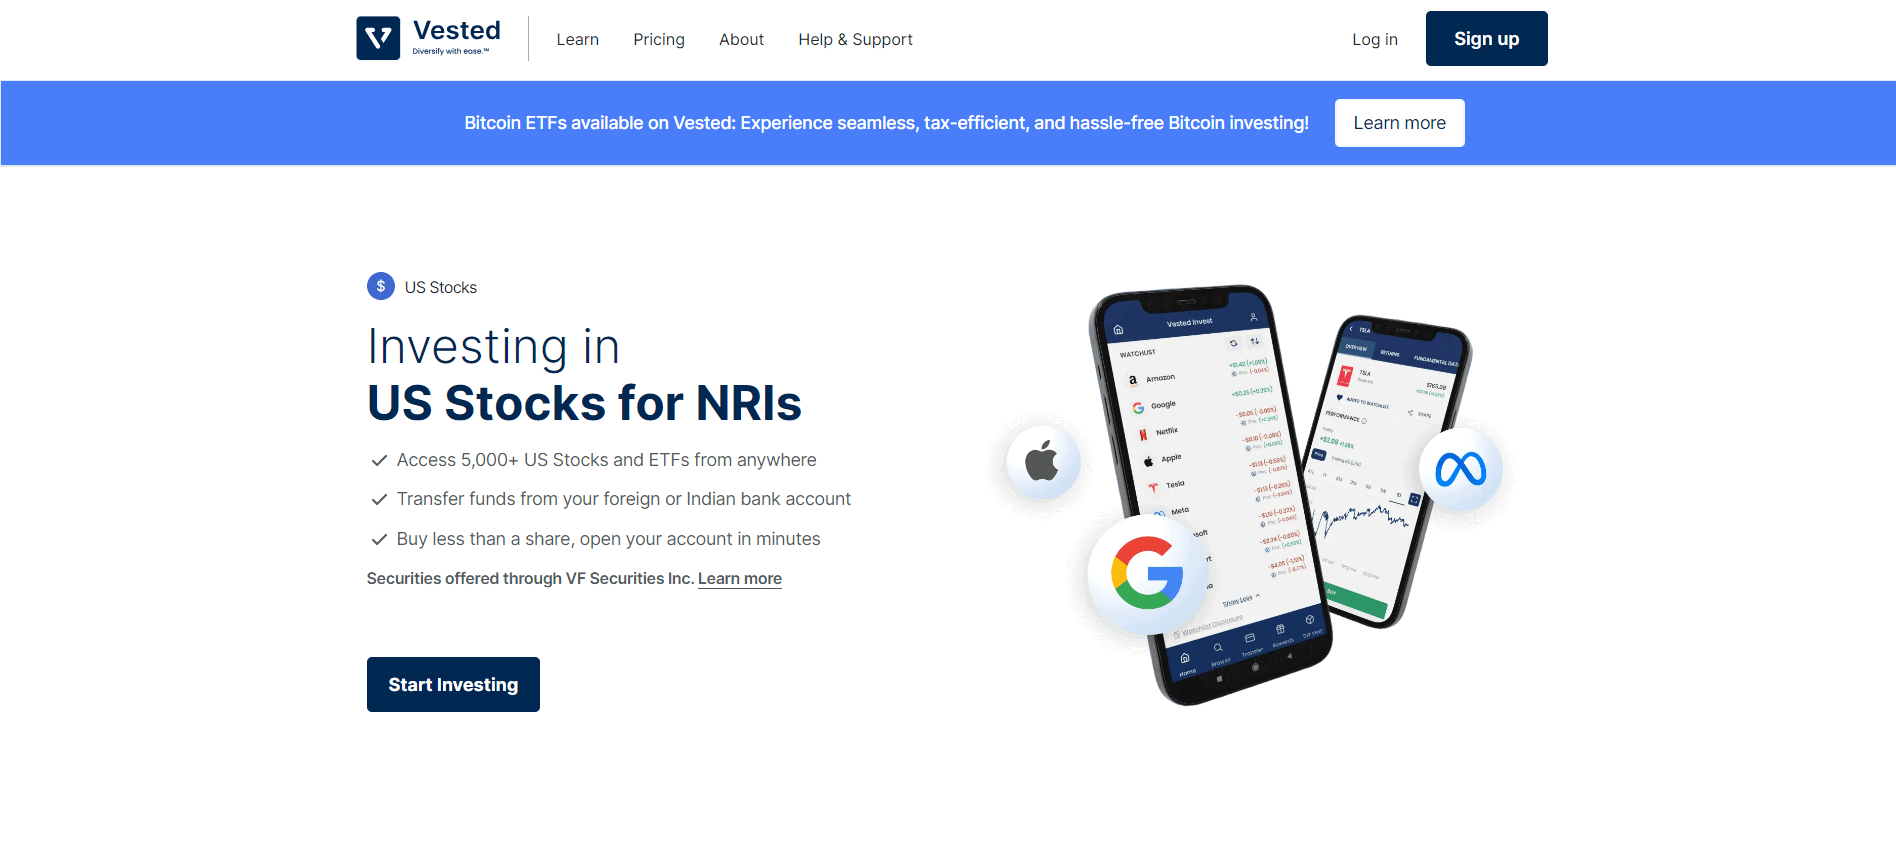 Vested
Diversify with ease.™
Learn
Pricing
About
Help & Support
Log in
Sign up
Bitcoin ETFs available on Vested: Experience seamless, tax-efficient, and hassle-free Bitcoin investing!
Learn more
$ US Stocks
Investing in
US Stocks for NRIs
Access 5,000+ US Stocks and ETFs from anywhere
Transfer funds from your foreign or Indian bank account
Buy less than a share, open your account in minutes
Securities offered through VF Securities Inc. Learn more
Start Investing
Vested Invest
WATCHLIST
Amazon
Google
Netflix
Apple
Tesla
Meta
Show Less
Watchlist Disclosure
Home
Browse
Transfer
Rewards
TSLA
OVERVIEW
RETURNS
FUNDAMENTAL DATA
TSLA
ADDED TO WATCHLIST
SHARE
PERFORMANCE
BUY